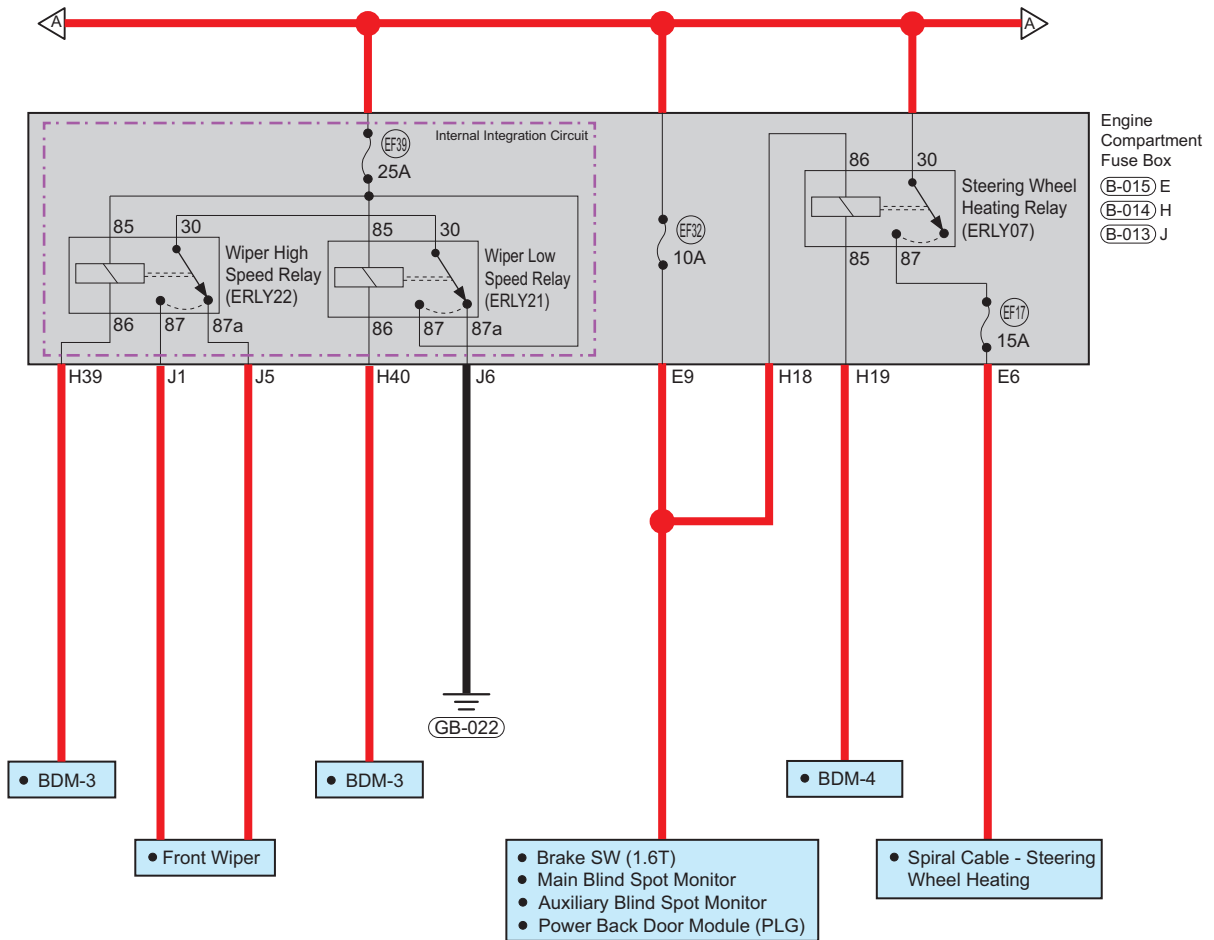 A
A
Internal Integration Circuit
EF39
25A
85
30
Wiper High
Speed Relay
(ERLY22)
86
87
87a
85
30
Wiper Low
Speed Relay
(ERLY21)
86
87
87a
EF32
10A
86
30
Steering Wheel
Heating Relay
(ERLY07)
85
87
EF17
15A
Engine
Compartment
Fuse Box
B-015 E
B-014 H
B-013 J
H39
J1
J5
H40
J6
E9
H18
H19
E6
GB-022
• BDM-3
• BDM-3
• BDM-4
• Front Wiper
• Brake SW (1.6T)
• Main Blind Spot Monitor
• Auxiliary Blind Spot Monitor
• Power Back Door Module (PLG)
• Spiral Cable - Steering
Wheel Heating